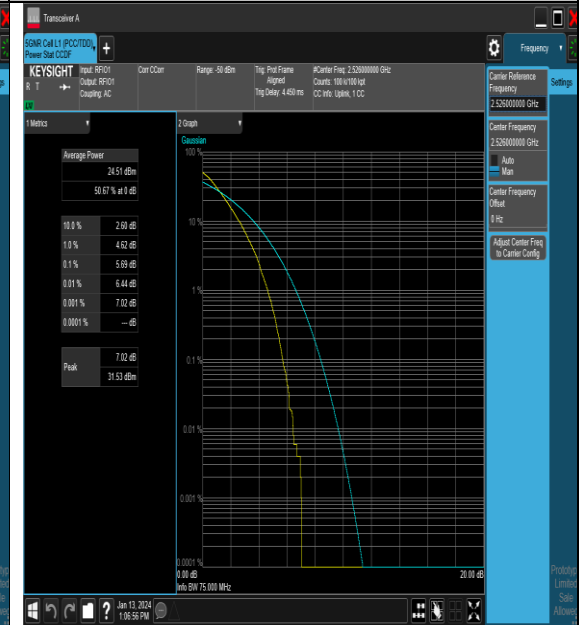 Transceiver A
5GNR Cell L1 (PCC/TDD),
Power Stat CCDF
Frequency
KEYSIGHT
R T
Input: RFIO1
Output: RFIO1
Coupling: AC
Corr CCorr
Range: -50 dBm
Trig: Prot Frame
Aligned
Trig Delay: 4.450 ms
#Center Freq: 2.526000000 GHz
Counts: 100 k/100 kpt
CC Info: Uplink, 1 CC
Carrier Reference
Frequency
2.526000000 GHz
Settings
1 Metrics
2 Graph
Center Frequency
2.526000000 GHz
Auto
Man
Center Frequency
Offset
0 Hz
Adjust Center Freq
to Carrier Config
Average Power
24.51 dBm
50.67 % at 0 dB
10.0 % 2.60 dB
1.0 % 4.62 dB
0.1 % 5.69 dB
0.01 % 6.44 dB
0.001 % 7.02 dB
0.0001 % --- dB
Peak
7.02 dB
31.53 dBm
Gaussian
100 %
10 %
1 %
0.1 %
0.01 %
0.001 %
0.0001 %
0.00 dB
20.00 dB
Info BW 75.000 MHz
Jan 13, 2024
1:06:56 PM
?